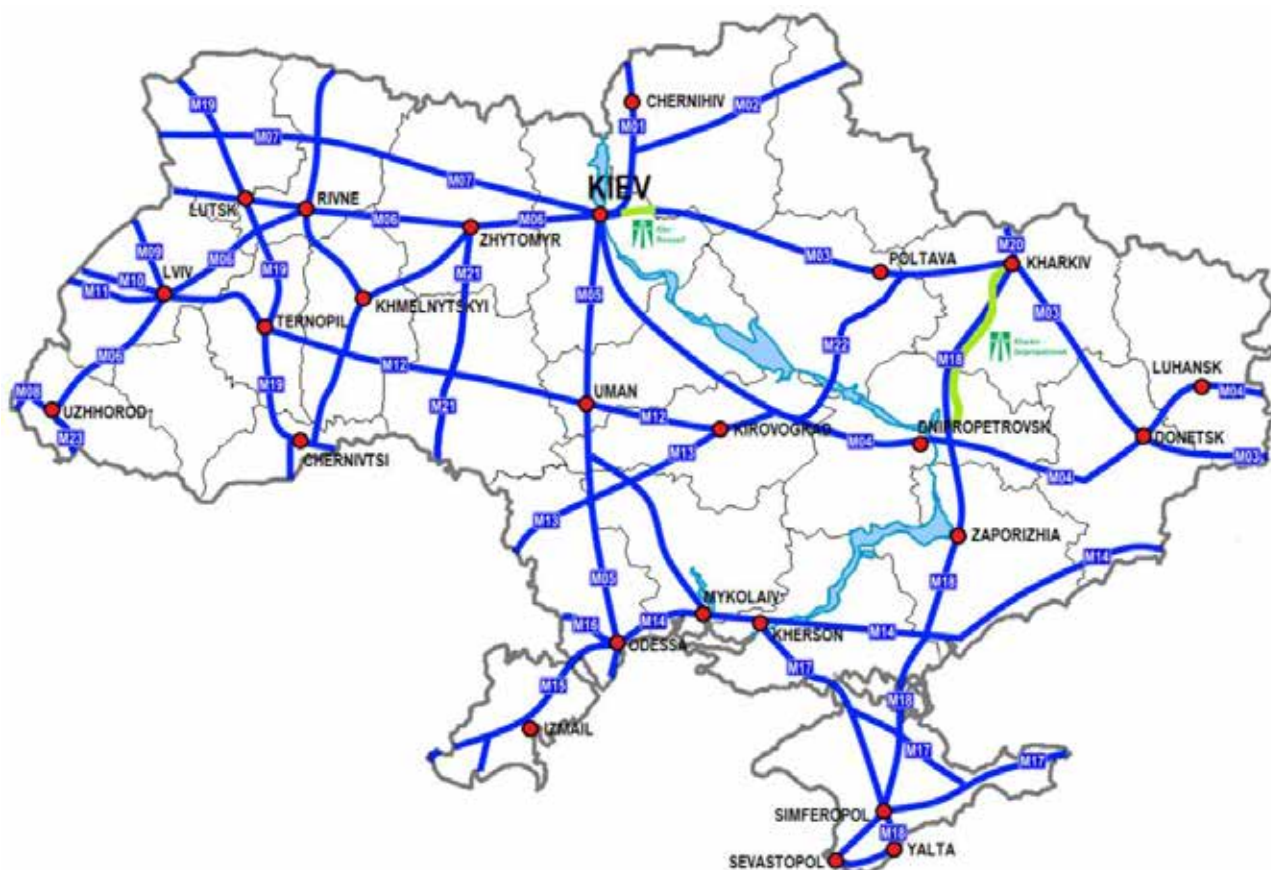 M19
CHERNIHIV
M02
M01
M07
M07
KIEV
LUTSK
RIVNE
M06
M06
ZHYTOMYR
M20
KHARKIV
M03
POLTAVA
M09
M06
M10
LVIV
M11
M19
M21
KHMELNYTSKYI
M05
M03
TERNOPIL
M22
M18
M06
M12
LUHANSK
M04
M08
UZHHOROD
M19
M21
UMAN
M12
KIROVOGRAD
DNIPROPETROVSK
M04
DONETSK
M23
CHERNIVTSI
M13
M04
M03
M13
ZAPORIZHIA
M14
M05
M18
MYKOLAIV
M16
M14
ODESSA
KHERSON
M14
M15
M17
M18
IZMAIL
M17
M17
SIMFEROPOL
M18
SEVASTOPOL
YALTA